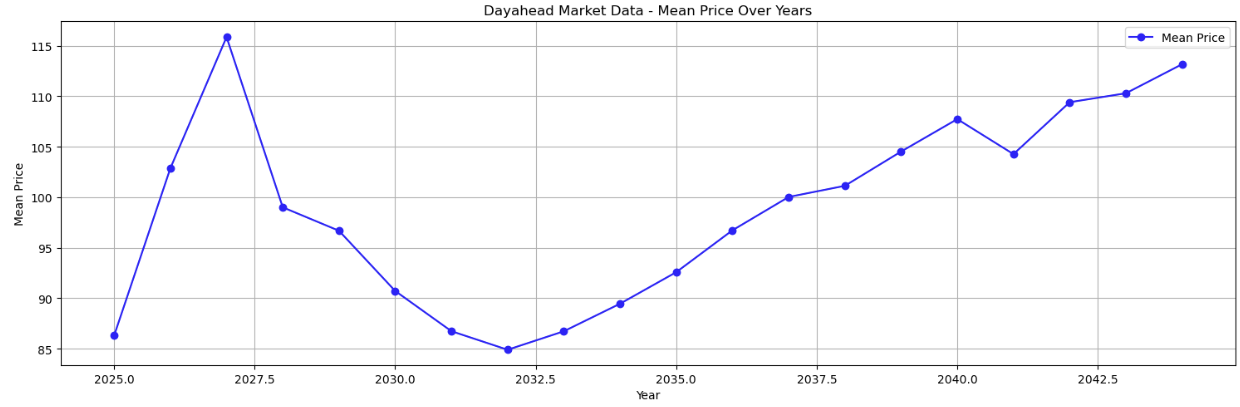 Dayahead Market Data - Mean Price Over Years
Mean Price
115
110
105
100
95
90
85
Mean Price
2025.0 2027.5 2030.0 2032.5 2035.0 2037.5 2040.0 2042.5
Year